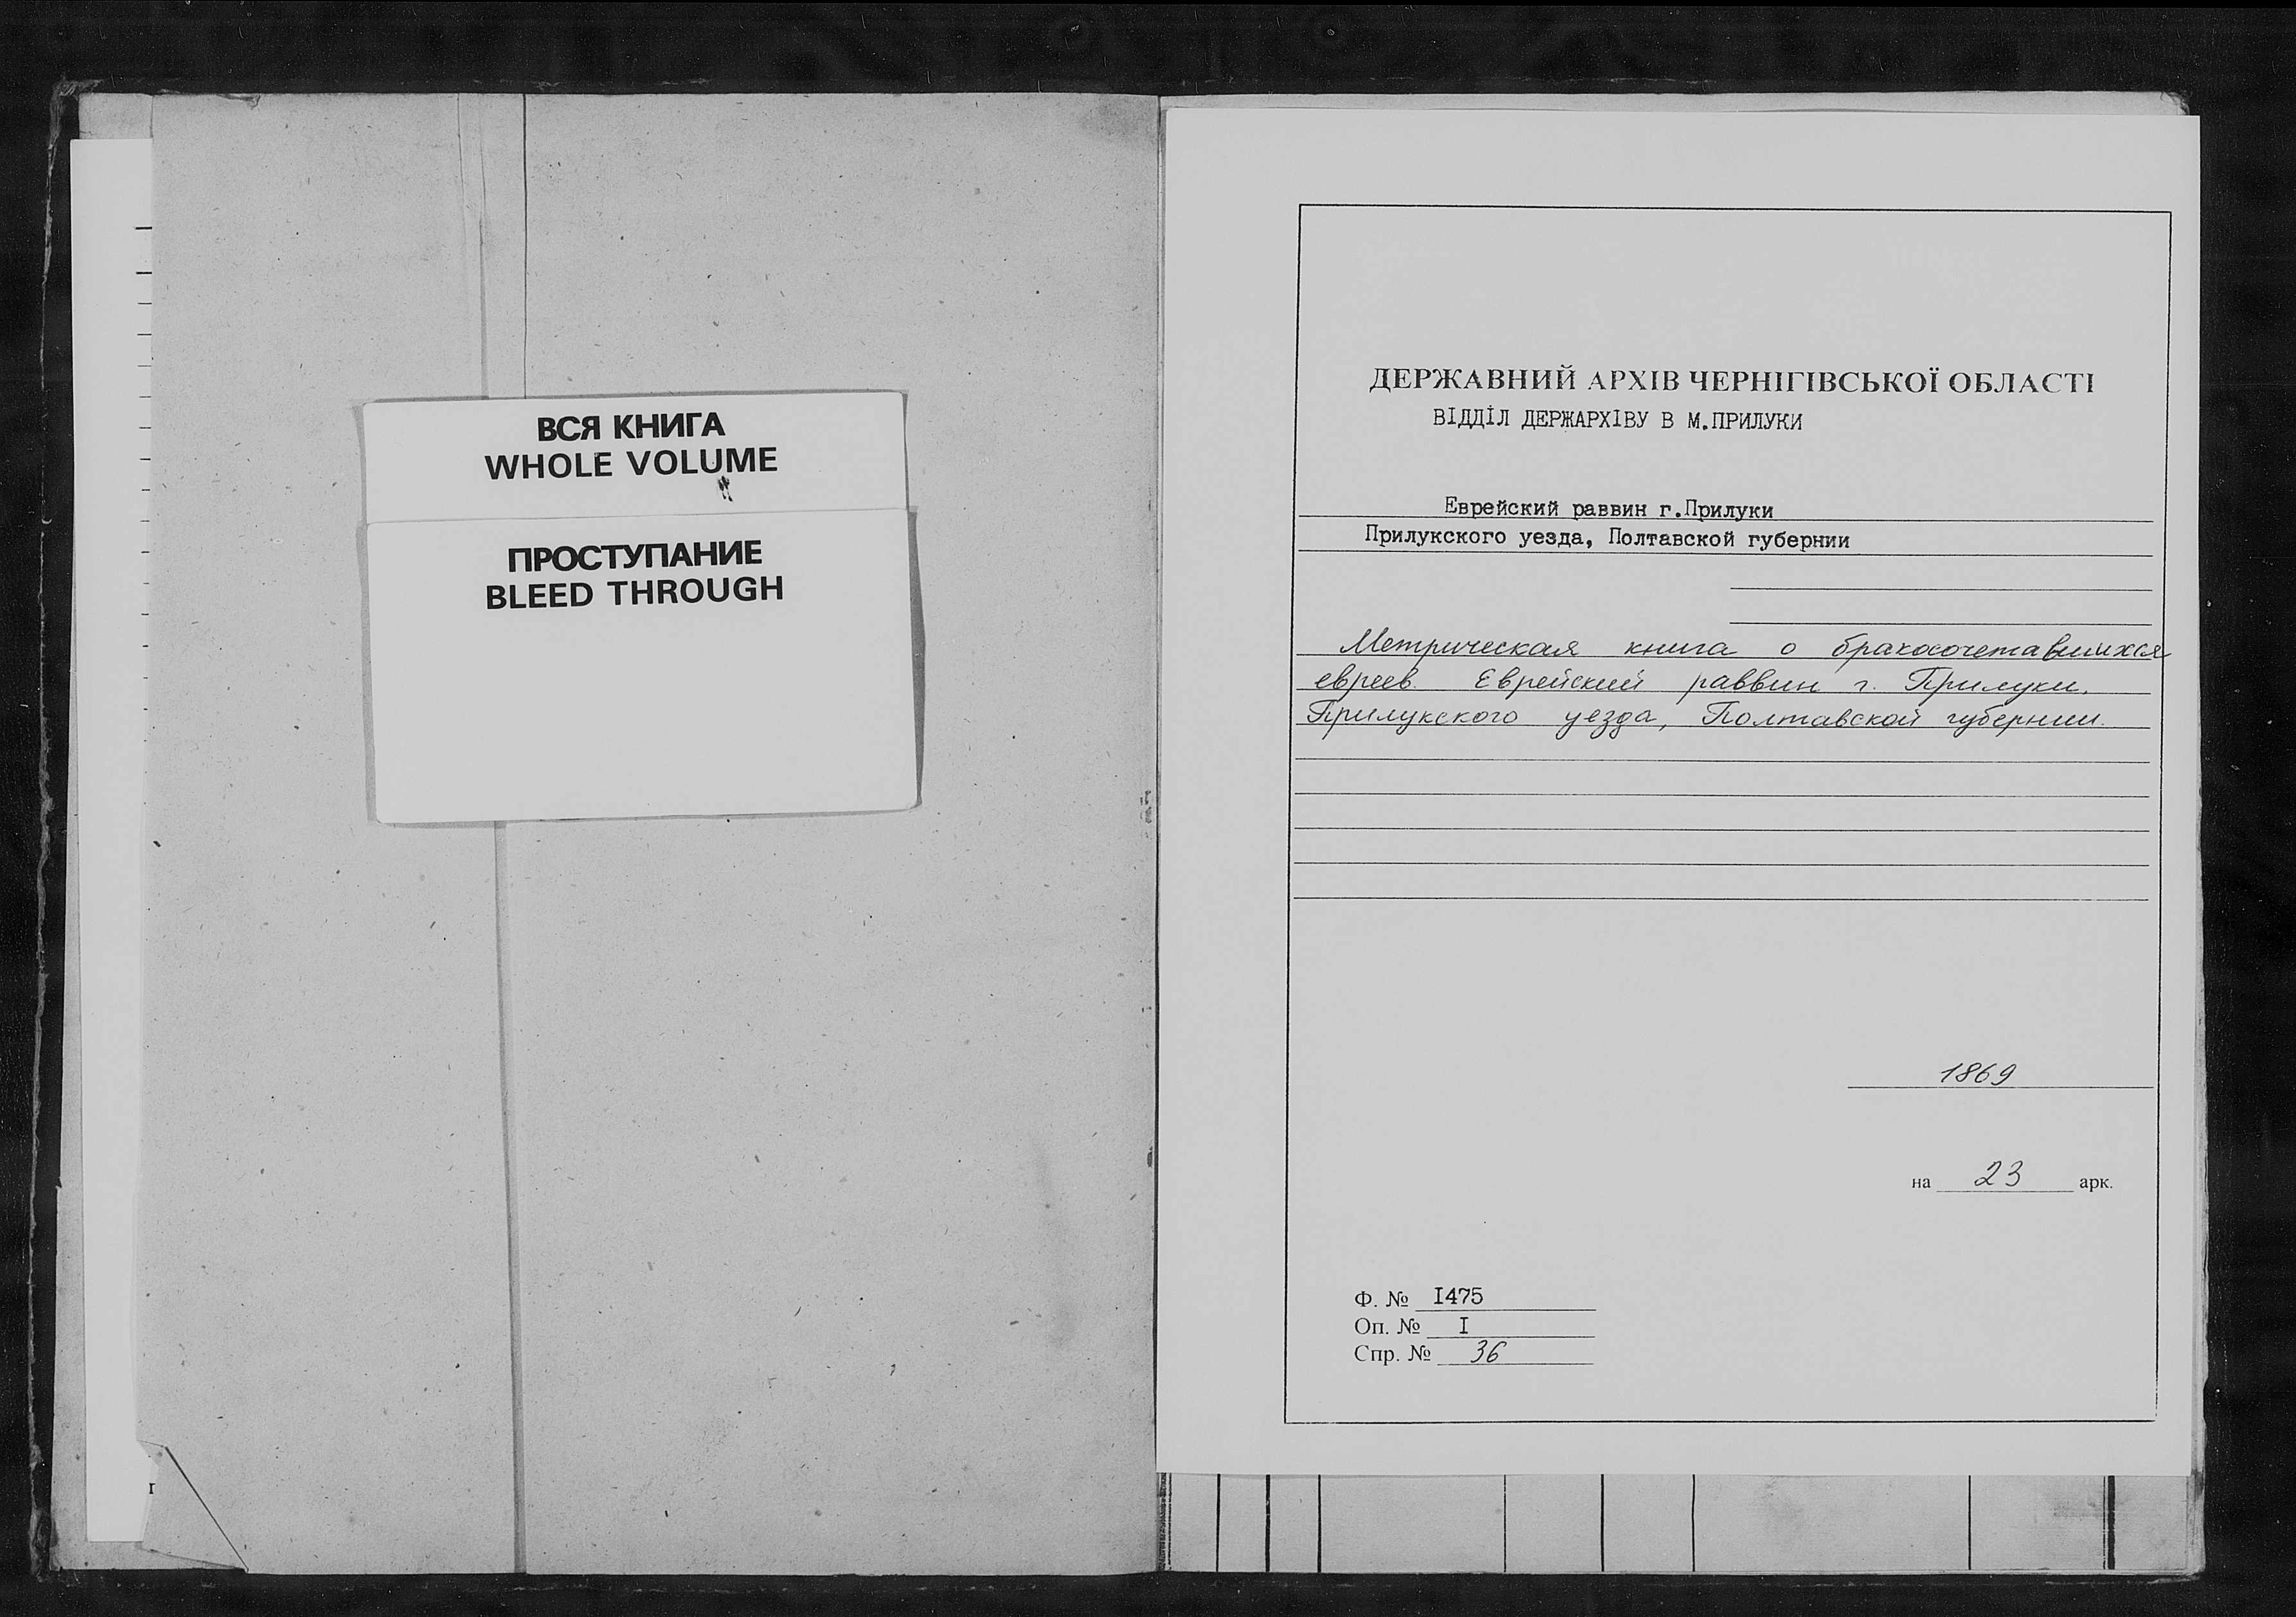 ВСЯ КНИГА
WHOLE VOLUME
ПРОСТУПАНИЕ
BLEED THROUGH
ДЕРЖАВНИЙ АРХІВ ЧЕРНІГІВСЬКОЇ ОБЛАСТІ
ВІДДІЛ ДЕРЖАРХІВУ В М.ПРИЛУКИ
Еврейский раввин г.Прилуки
Прилукского уезда, Полтавской губернии
Метрическая книга о бракосочетавшихся
евреев. Еврейский раввин г. Прилуки,
Прилукского уезда, Полтавской губернии.
1869
на 23 арк.
Ф. № I475
Оп. № I
Спр. № 36